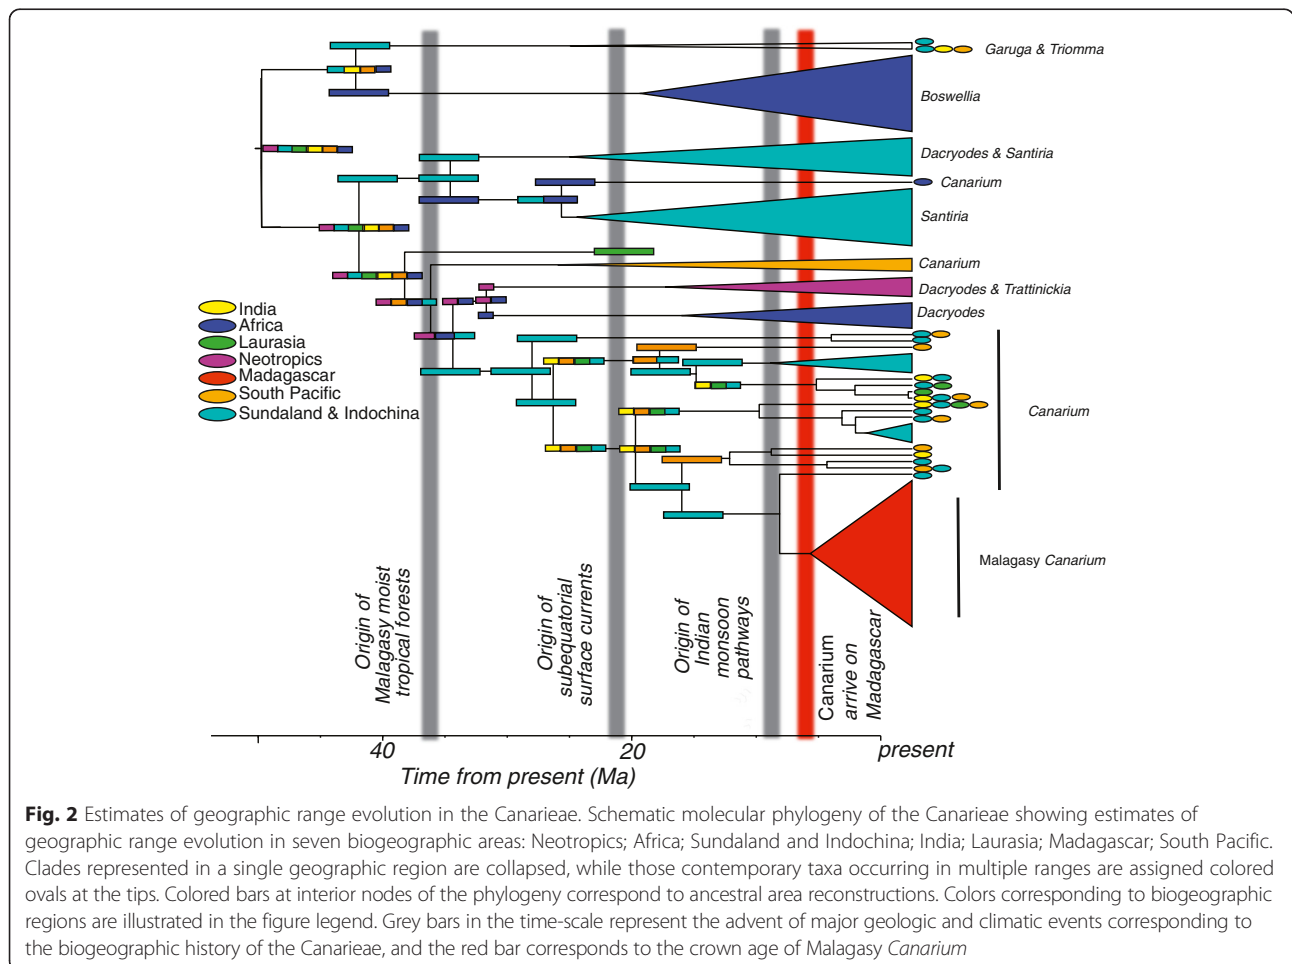 Garuga & Triomma
Boswellia
Dacryodes & Santiria
Canarium
Santiria
Canarium
Dacryodes & Trattinickia
Dacryodes
India
Africa
Laurasia
Neotropics
Madagascar
South Pacific
Sundaland & Indochina
Canarium
Malagasy Canarium
Origin of
Malagasy moist
tropical forests
Origin of
subequatorial
surface currents
Origin of
Indian
monsoon
pathways
Canarium
arrive on
Madagascar
40
20
present
Time from present (Ma)
Fig. 2 Estimates of geographic range evolution in the Canarieae. Schematic molecular phylogeny of the Canarieae showing estimates of
geographic range evolution in seven biogeographic areas: Neotropics; Africa; Sundaland and Indochina; India; Laurasia; Madagascar; South Pacific.
Clades represented in a single geographic region are collapsed, while those contemporary taxa occurring in multiple ranges are assigned colored
ovals at the tips. Colored bars at interior nodes of the phylogeny correspond to ancestral area reconstructions. Colors corresponding to biogeographic
regions are illustrated in the figure legend. Grey bars in the time-scale represent the advent of major geologic and climatic events corresponding to
the biogeographic history of the Canarieae, and the red bar corresponds to the crown age of Malagasy Canarium